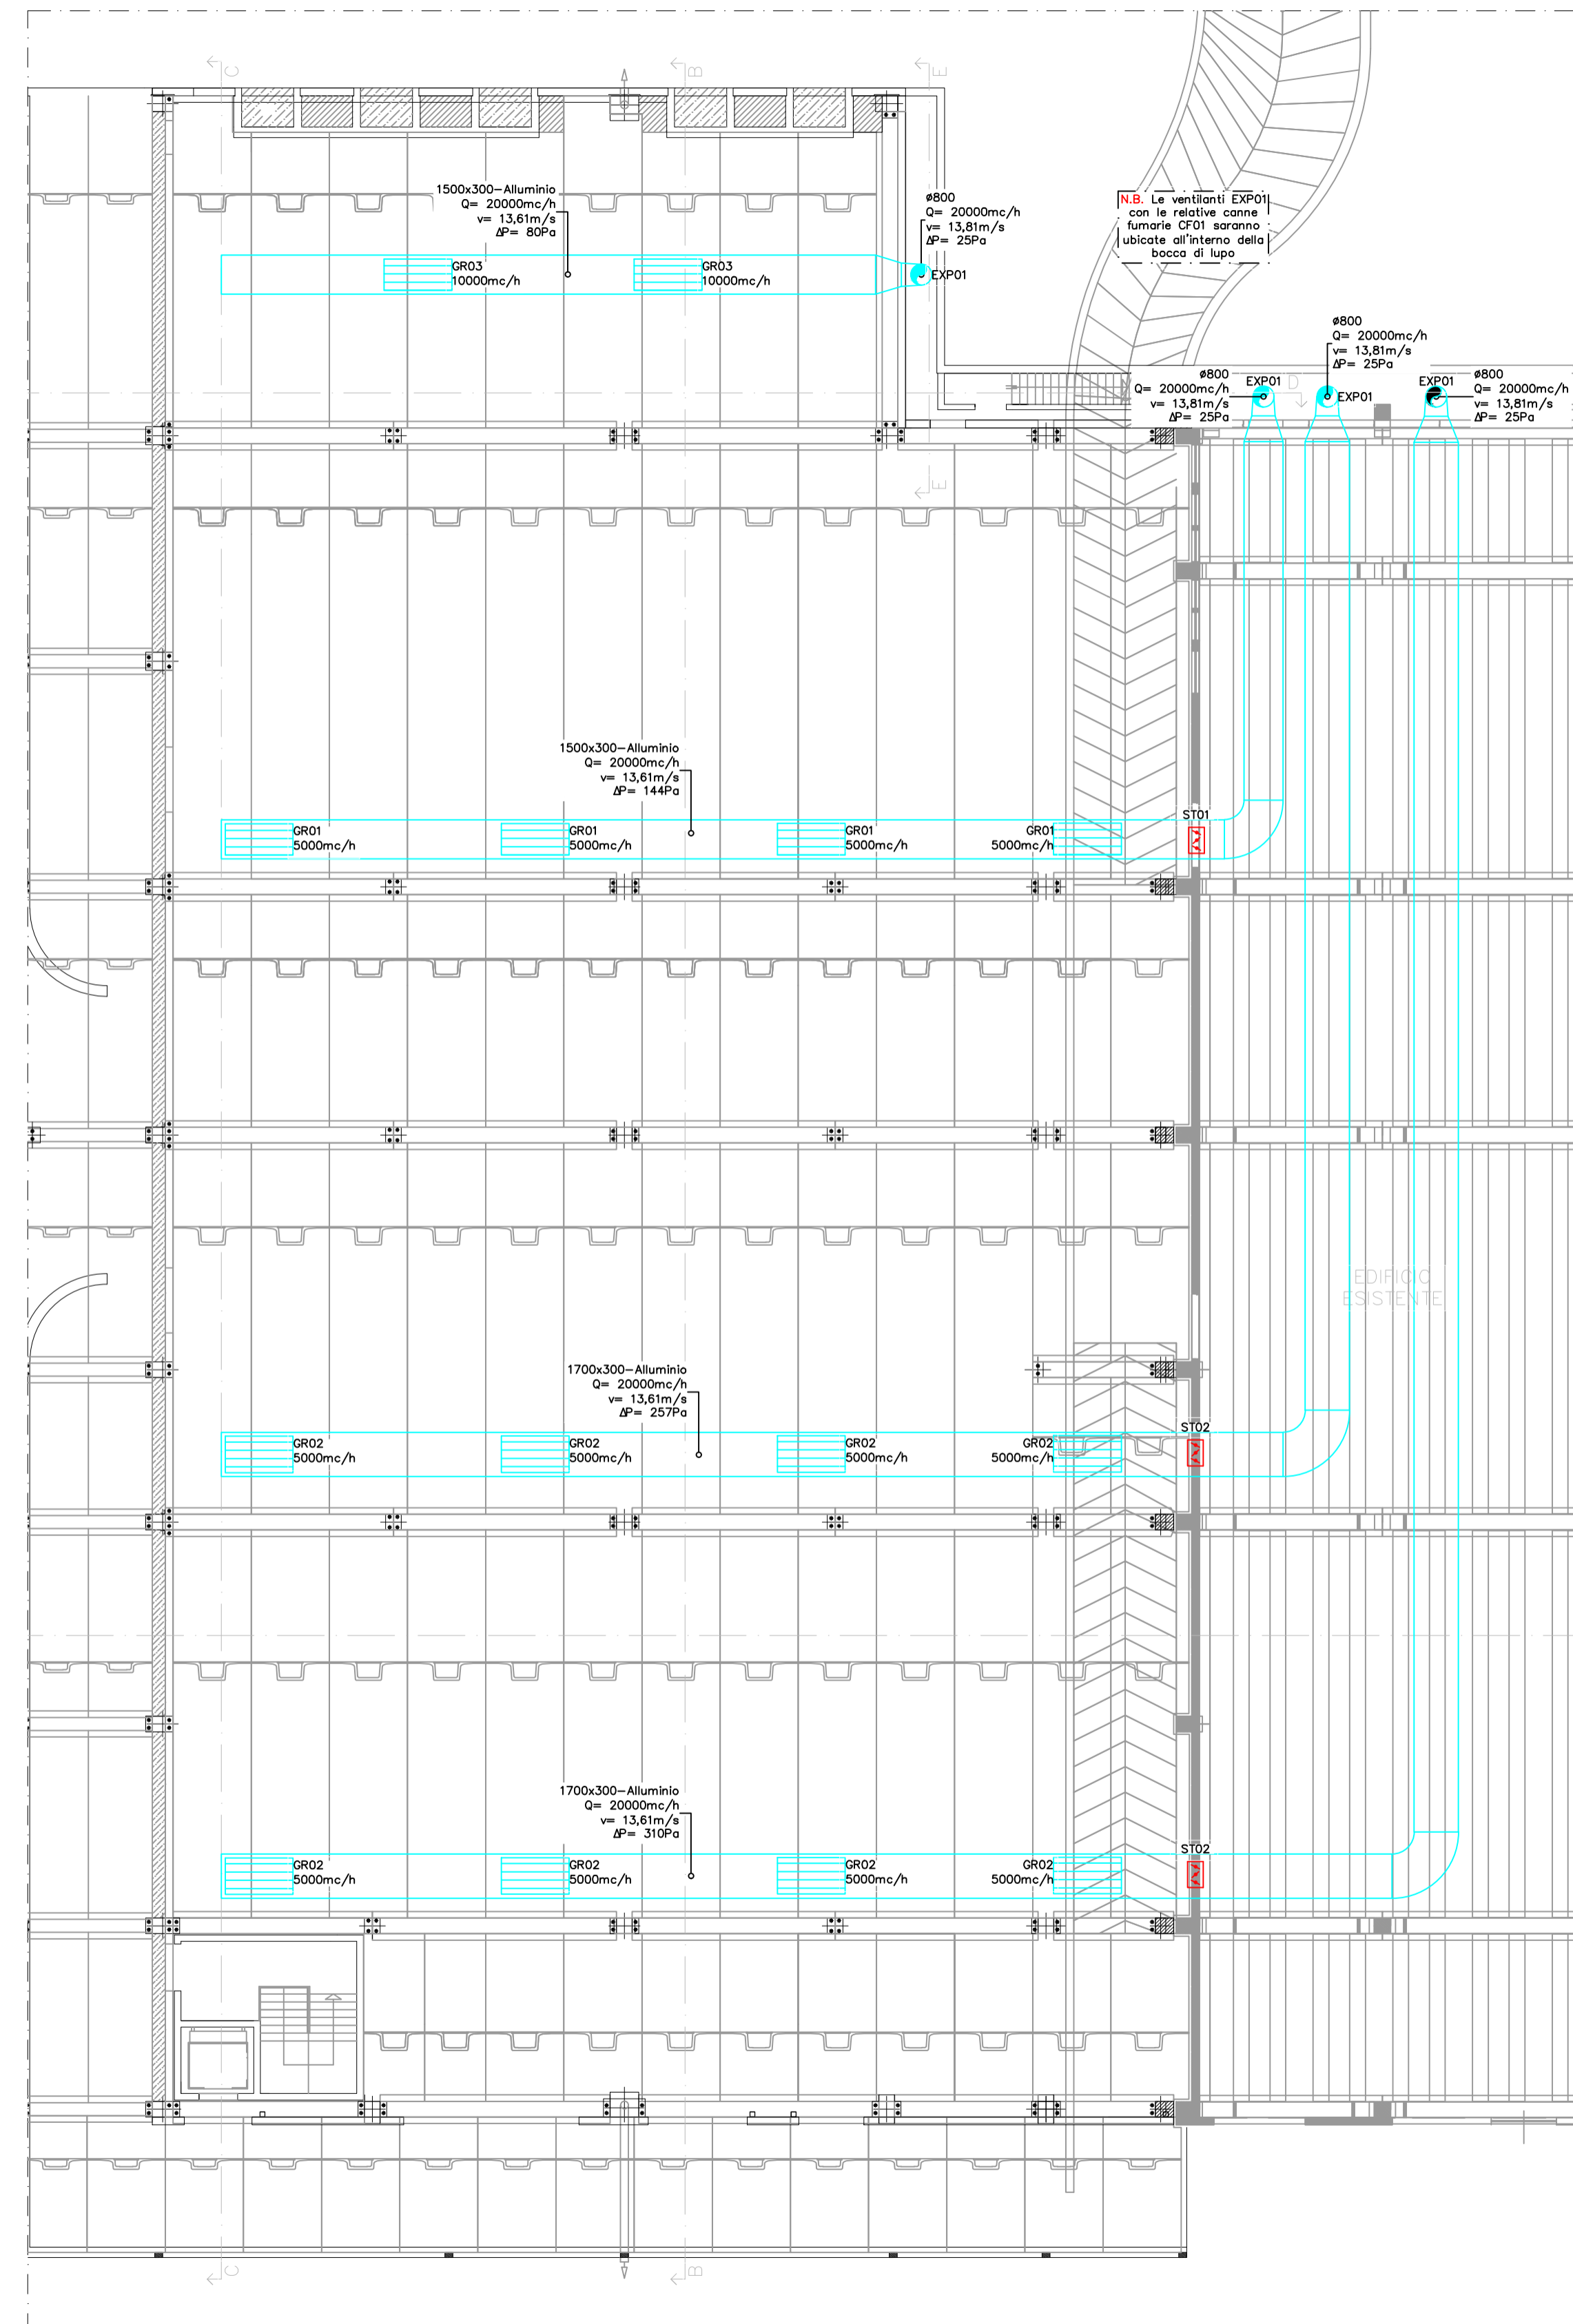 C
B
E
1500x300-Alluminio
Q= 20000mc/h
v= 13,61m/s
ΔP= 80Pa
ø800
Q= 20000mc/h
v= 13,81m/s
ΔP= 25Pa
N.B. Le ventilanti EXP01
con le relative canne
fumarie CF01 saranno
ubicate all'interno della
bocca di lupo
GR03
10000mc/h
GR03
10000mc/h
EXP01
ø800
Q= 20000mc/h
v= 13,81m/s
ΔP= 25Pa
ø800
Q= 20000mc/h
v= 13,81m/s
ΔP= 25Pa
EXP01
D
EXP01
EXP01
ø800
Q= 20000mc/h
v= 13,81m/s
ΔP= 25Pa
E
1500x300-Alluminio
Q= 20000mc/h
v= 13,61m/s
ΔP= 144Pa
GR01
5000mc/h
GR01
5000mc/h
GR01
5000mc/h
GR01
5000mc/h
ST01
EDIFICIO
ESISTENTE
1700x300-Alluminio
Q= 20000mc/h
v= 13,61m/s
ΔP= 257Pa
GR02
5000mc/h
GR02
5000mc/h
GR02
5000mc/h
GR02
5000mc/h
ST02
1700x300-Alluminio
Q= 20000mc/h
v= 13,61m/s
ΔP= 310Pa
GR02
5000mc/h
GR02
5000mc/h
GR02
5000mc/h
GR02
5000mc/h
ST02
C
B